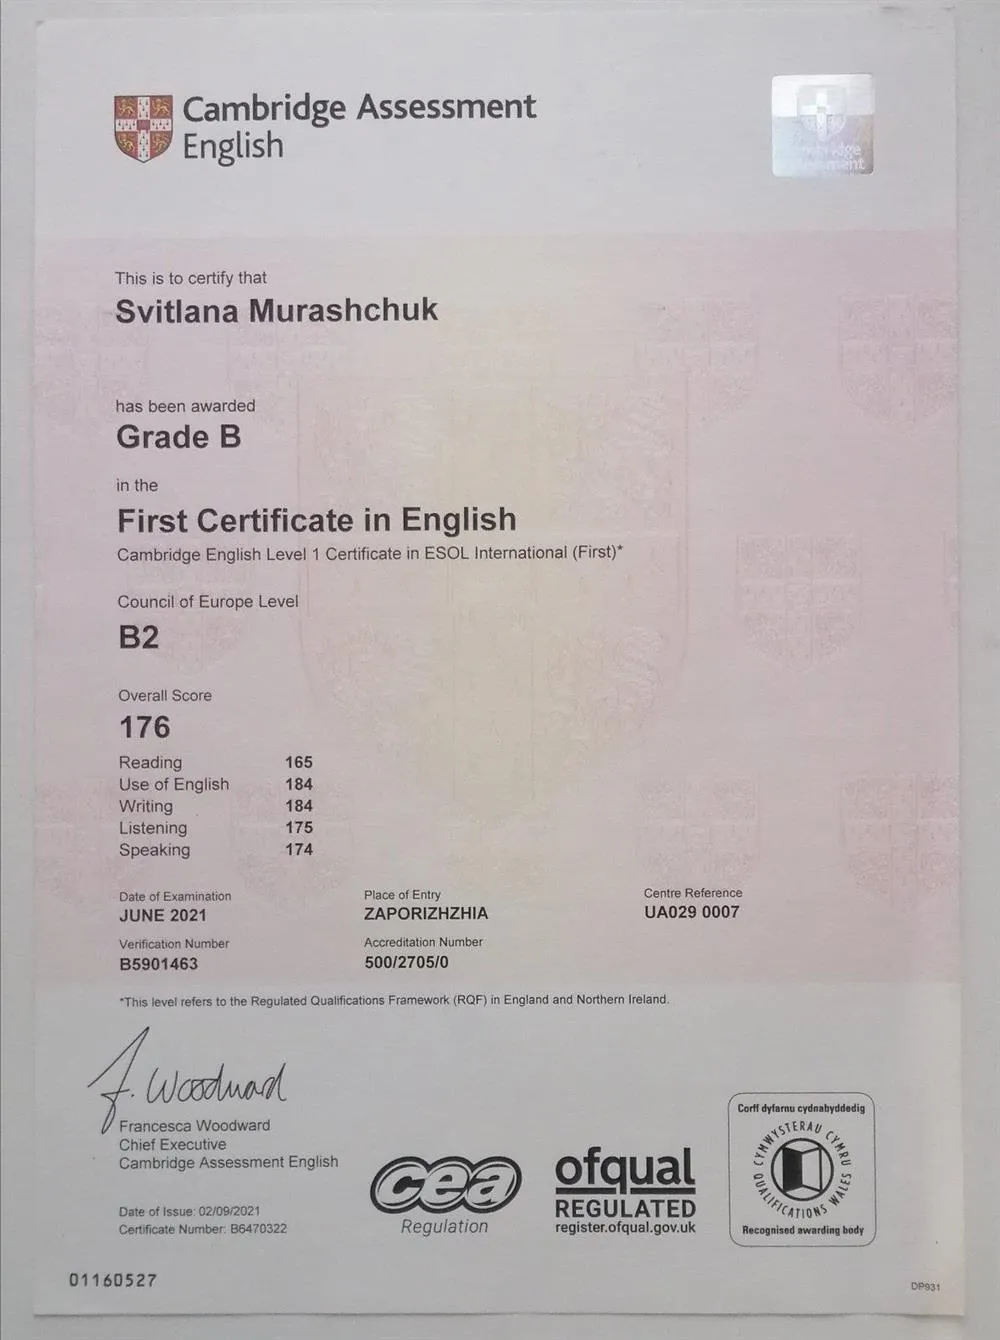 Cambridge Assessment
English
This is to certify that
Svitlana Murashchuk
has been awarded
Grade B
in the
First Certificate in English
Cambridge English Level 1 Certificate in ESOL International (First)*
Council of Europe Level
B2
Overall Score
176
Reading 165
Use of English 184
Writing 184
Listening 175
Speaking 174
Date of Examination Place of Entry Centre Reference
JUNE 2021 ZAPORIZHZHIA UA029 0007
Verification Number Accreditation Number
B5901463 500/2705/0
*This level refers to the Regulated Qualifications Framework (RQF) in England and Northern Ireland.
F. Woodward
Francesca Woodward
Chief Executive
Cambridge Assessment English
Date of Issue: 02/09/2021
Certificate Number: B6470322
cea
Regulation
ofqual
REGULATED
register.ofqual.gov.uk
Corff dyfarnu cydnabyddedig
CYMWYSTERAU CYMRU
QUALIFICATIONS WALES
Recognised awarding body
01160527
DP931